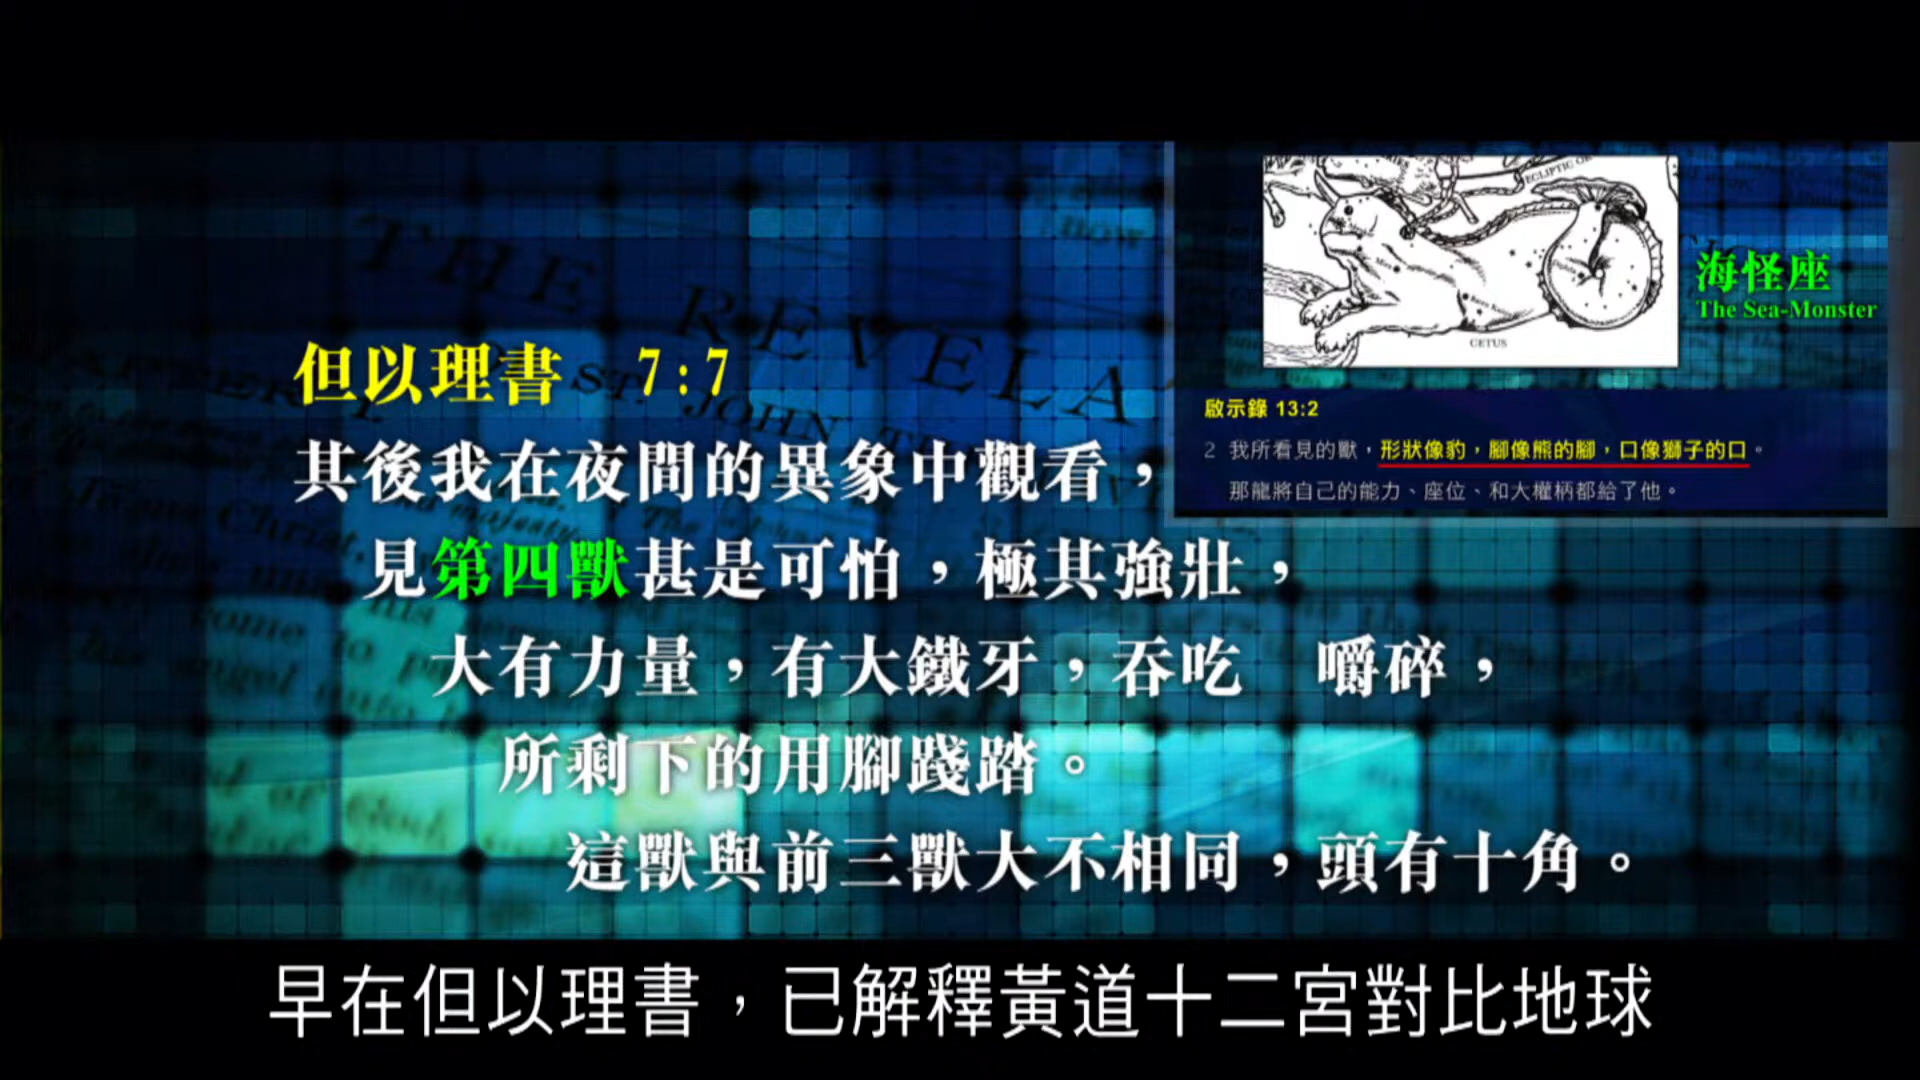 THE REVELA
ST. JOHN
但以理書 7:7
其後我在夜間的異象中觀看，
見第四獸甚是可怕，極其強壯，
大有力量，有大鐵牙，吞吃 嚼碎，
所剩下的用腳踐踏。
這獸與前三獸大不相同，頭有十角。
ECLIPTIC
CETUS
海怪座
The Sea-Monster
啟示錄 13:2
2 我所看見的獸，形狀像豹，腳像熊的腳，口像獅子的口。
那龍將自己的能力、座位、和大權柄都給了他。
早在但以理書，已解釋黃道十二宮對比地球